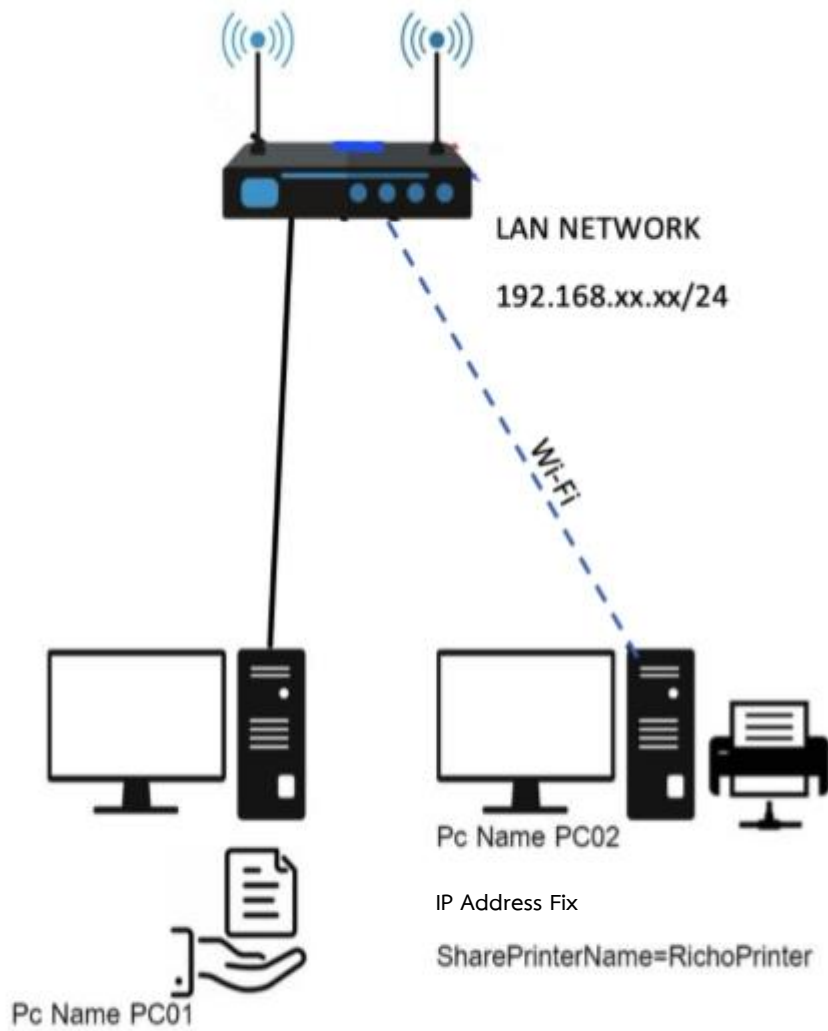 LAN NETWORK
192.168.xx.xx/24
Wi-Fi
Pc Name PC02
IP Address Fix
SharePrinterName=RichoPrinter
Pc Name PC01